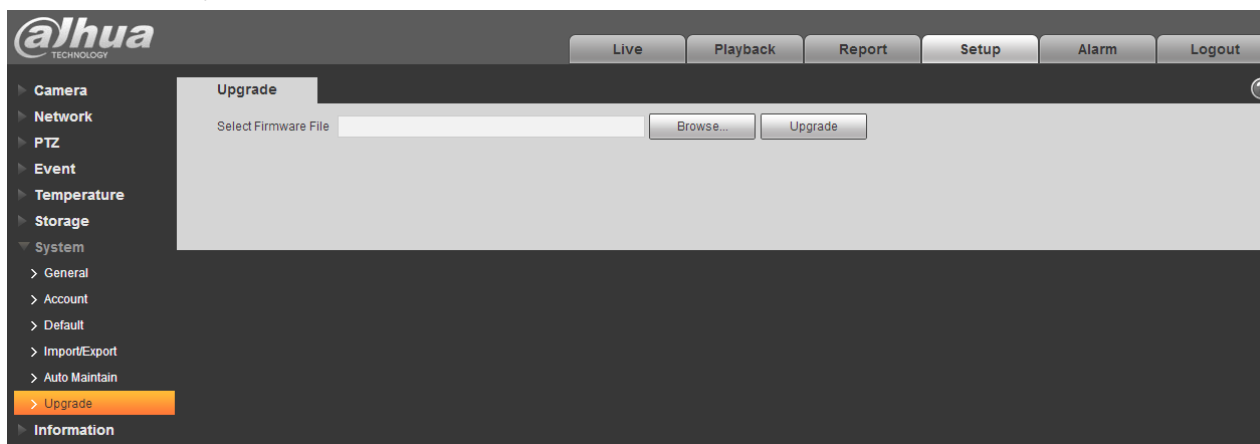 alhua
TECHNOLOGY
Live Playback Report Setup Alarm Logout
Camera
Network
PTZ
Event
Temperature
Storage
System
General
Account
Default
Import/Export
Auto Maintain
Upgrade
Information
Upgrade
Select Firmware File Browse... Upgrade